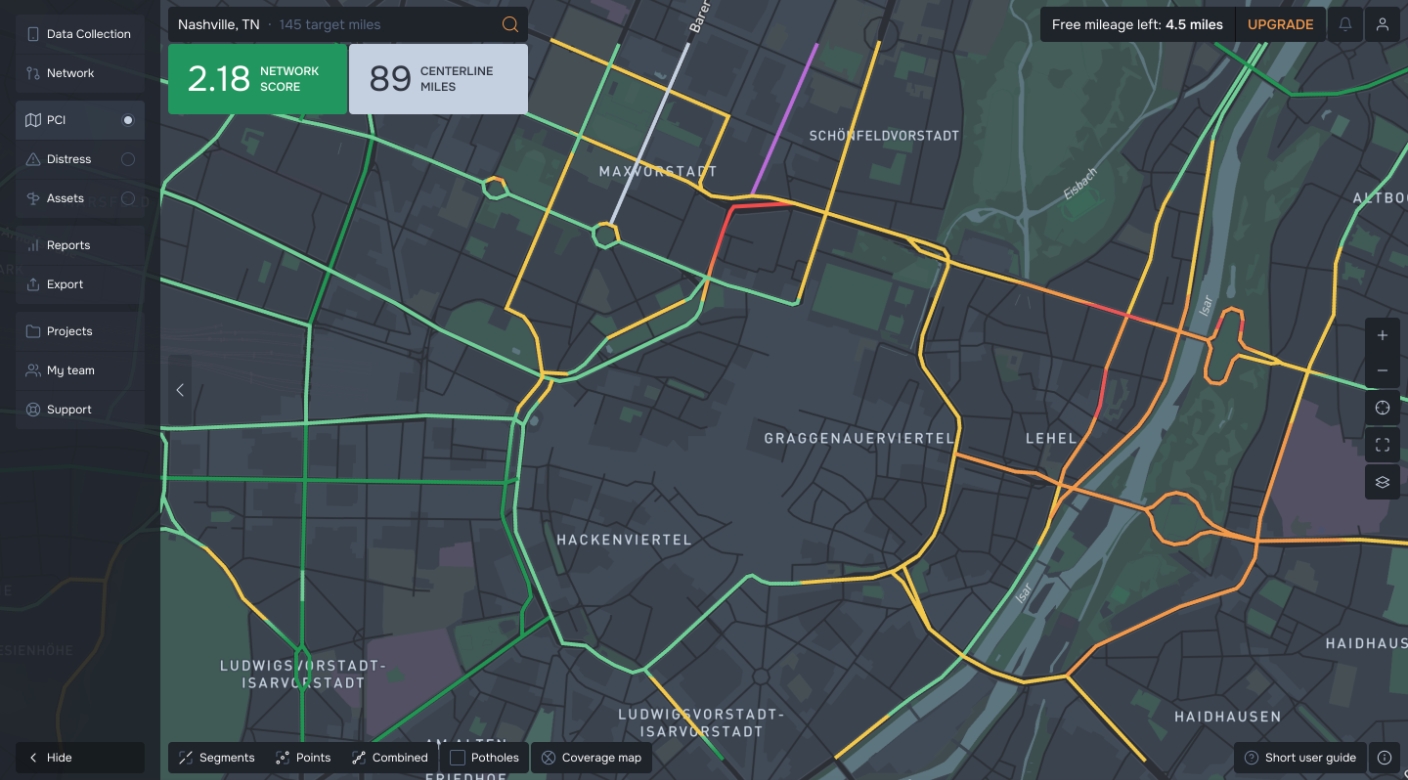 Data Collection
Network
PCI
Distress
Assets
Reports
Export
Projects
My team
Support
Hide
Nashville, TN · 145 target miles
2.18 NETWORK
SCORE
89 CENTERLINE
MILES
Free mileage left: 4.5 miles
UPGRADE
Barer
SCHÖNFELDVORSTADT
MAXVORSTADT
Eisbach
ALTBOG
Isar
GRAGGENAUERVIERTEL
LEHEL
HACKENVIERTEL
Isar
ESIENHÖHE
LUDWIGSVORSTADT-
ISARVORSTADT
HAIDHAUS
LUDWIGSVORSTADT-
ISARVORSTADT
HAIDHAUSEN
AM ALTEN
FRIEDHOF
Segments
Points
Combined
Potholes
Coverage map
Short user guide